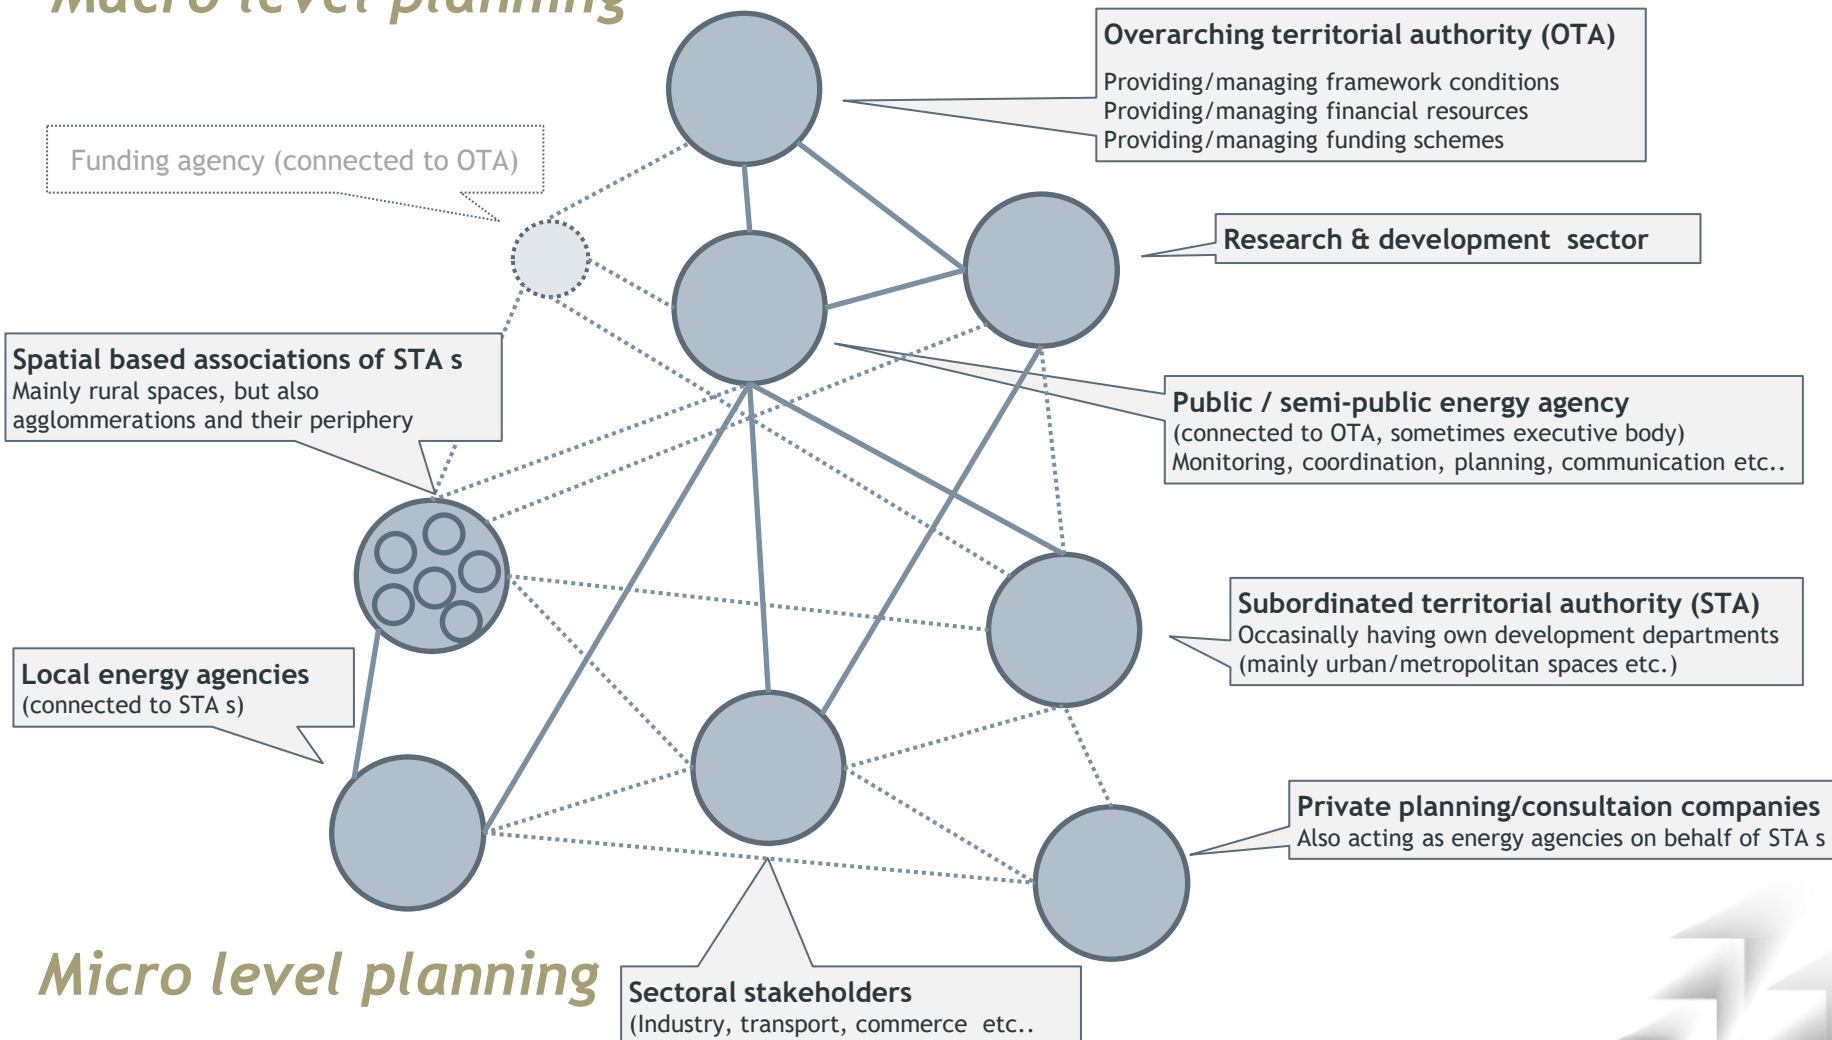 Macro level planning
Overarching territorial authority (OTA)
Providing/managing framework conditions
Providing/managing financial resources
Providing/managing funding schemes
Funding agency (connected to OTA)
Research & development  sector
Spatial based associations of STA s
Mainly rural spaces, but also
agglommerations and their periphery
Public / semi-public energy agency
(connected to OTA, sometimes executive body)
Monitoring, coordination, planning, communication etc..
Subordinated territorial authority (STA)
Occasinally having own development departments
(mainly urban/metropolitan spaces etc.)
Local energy agencies
(connected to STA s)
Private planning/consultaion companies
Also acting as energy agencies on behalf of STA s
Micro level planning
Sectoral stakeholders
(Industry, transport, commerce  etc..